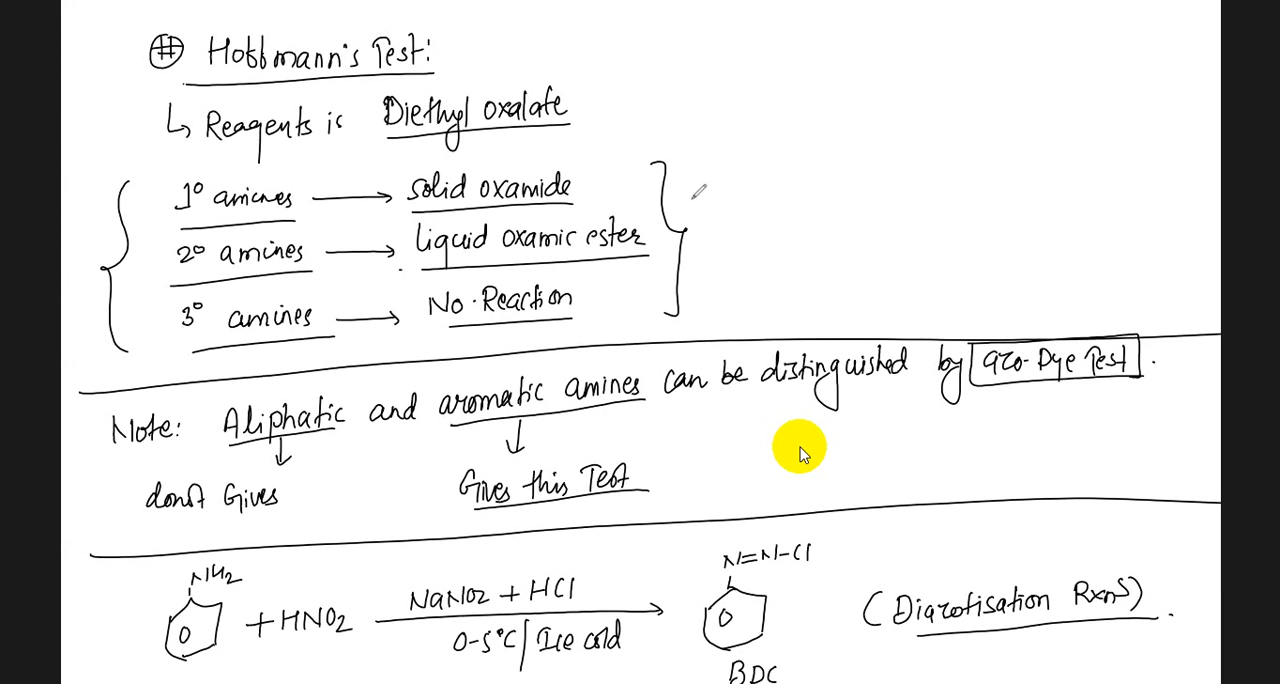 # Hoffmann's Test:
↳ Reagents is Diethyl oxalate
1° amines → solid oxamide
2° amines → liquid oxamic ester
3° amines → No Reaction
Note: Aliphatic and aromatic amines can be distinguished by azo-Dye Test.
don't Gives Gives this Test
NH2 N=N-Cl
+ HNO2 NaNO2 + HCl (Diazotisation Rxns).
0-5°C / Ice cold
BDC